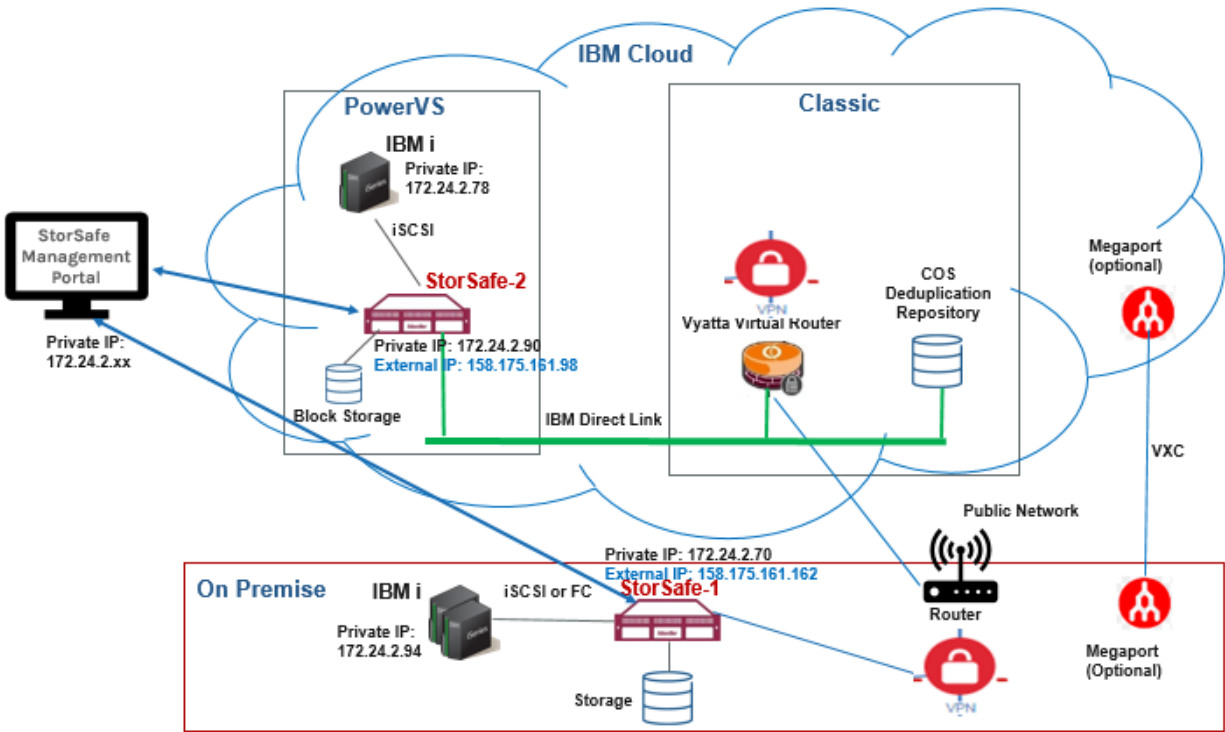 IBM Cloud
PowerVS
Classic
IBM i
Private IP:
172.24.2.78
iSeries
iSCSI
StorSafe
Management
Portal
Private IP:
172.24.2.xx
StorSafe-2
Private IP: 172.24.2.90
External IP: 158.175.161.98
Block Storage
VPN
Vyatta Virtual Router
COS
Deduplication
Repository
Megaport
(optional)
IBM Direct Link
VXC
Public Network
On Premise
IBM i
Private IP:
172.24.2.94
iSeries
iSCSI or FC
Private IP: 172.24.2.70
External IP: 158.175.161.162
StorSafe-1
Storage
Router
VPN
Megaport
(Optional)